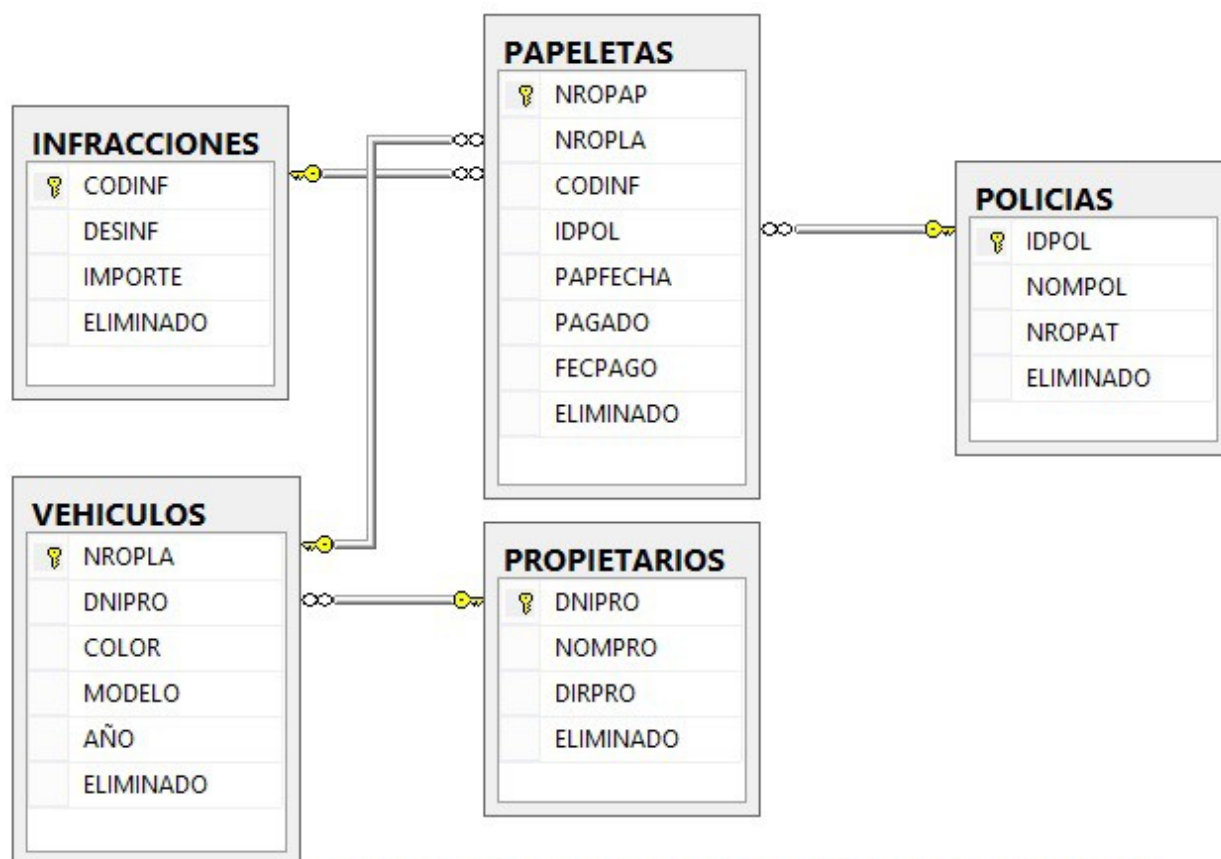 INFRACCIONES
CODINF
DESINF
IMPORTE
ELIMINADO
PAPELETAS
NROPAP
NROPLA
CODINF
IDPOL
PAPFECHA
PAGADO
FECPAGO
ELIMINADO
POLICIAS
IDPOL
NOMPOL
NROPAT
ELIMINADO
VEHICULOS
NROPLA
DNIPRO
COLOR
MODELO
AÑO
ELIMINADO
PROPIETARIOS
DNIPRO
NOMPRO
DIRPRO
ELIMINADO